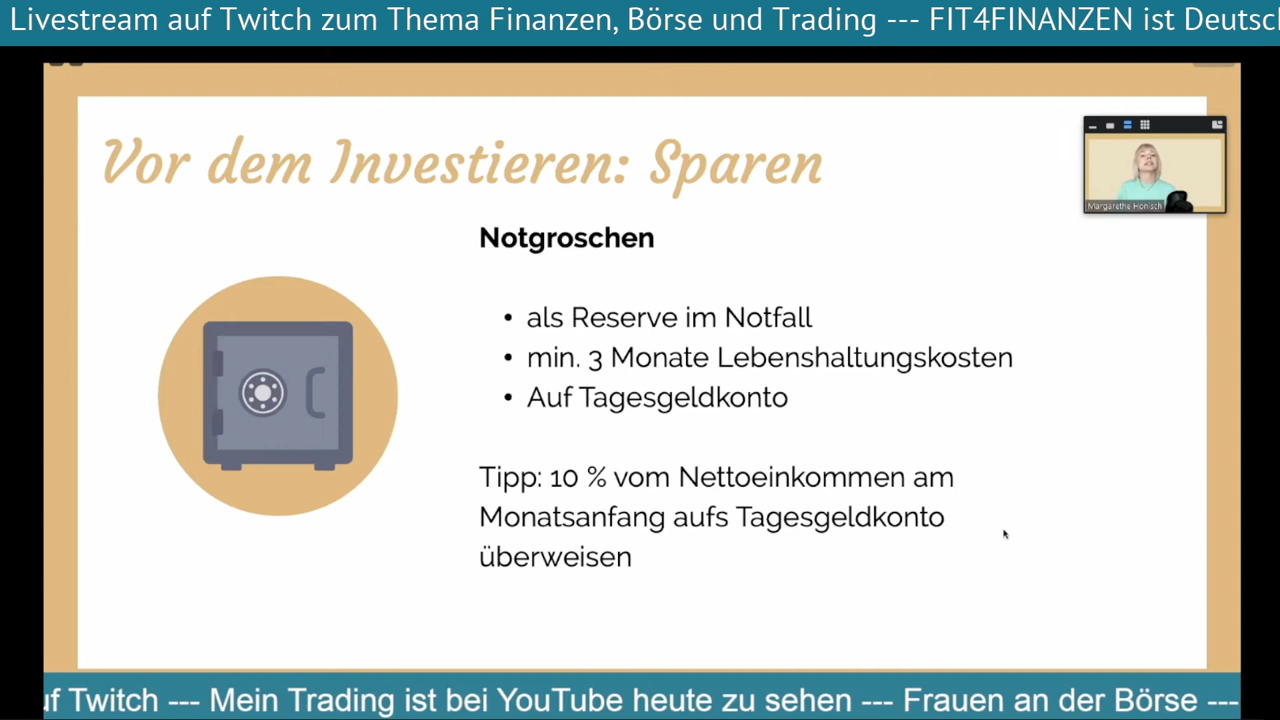 Livestream auf Twitch zum Thema Finanzen, Börse und Trading --- FIT4FINANZEN ist Deutsc
Vor dem Investieren: Sparen
Margarethe Honisch
Notgroschen
• als Reserve im Notfall
• min. 3 Monate Lebenshaltungskosten
• Auf Tagesgeldkonto
Tipp: 10 % vom Nettoeinkommen am
Monatsanfang aufs Tagesgeldkonto
überweisen
uf Twitch --- Mein Trading ist bei YouTube heute zu sehen --- Frauen an der Börse ---